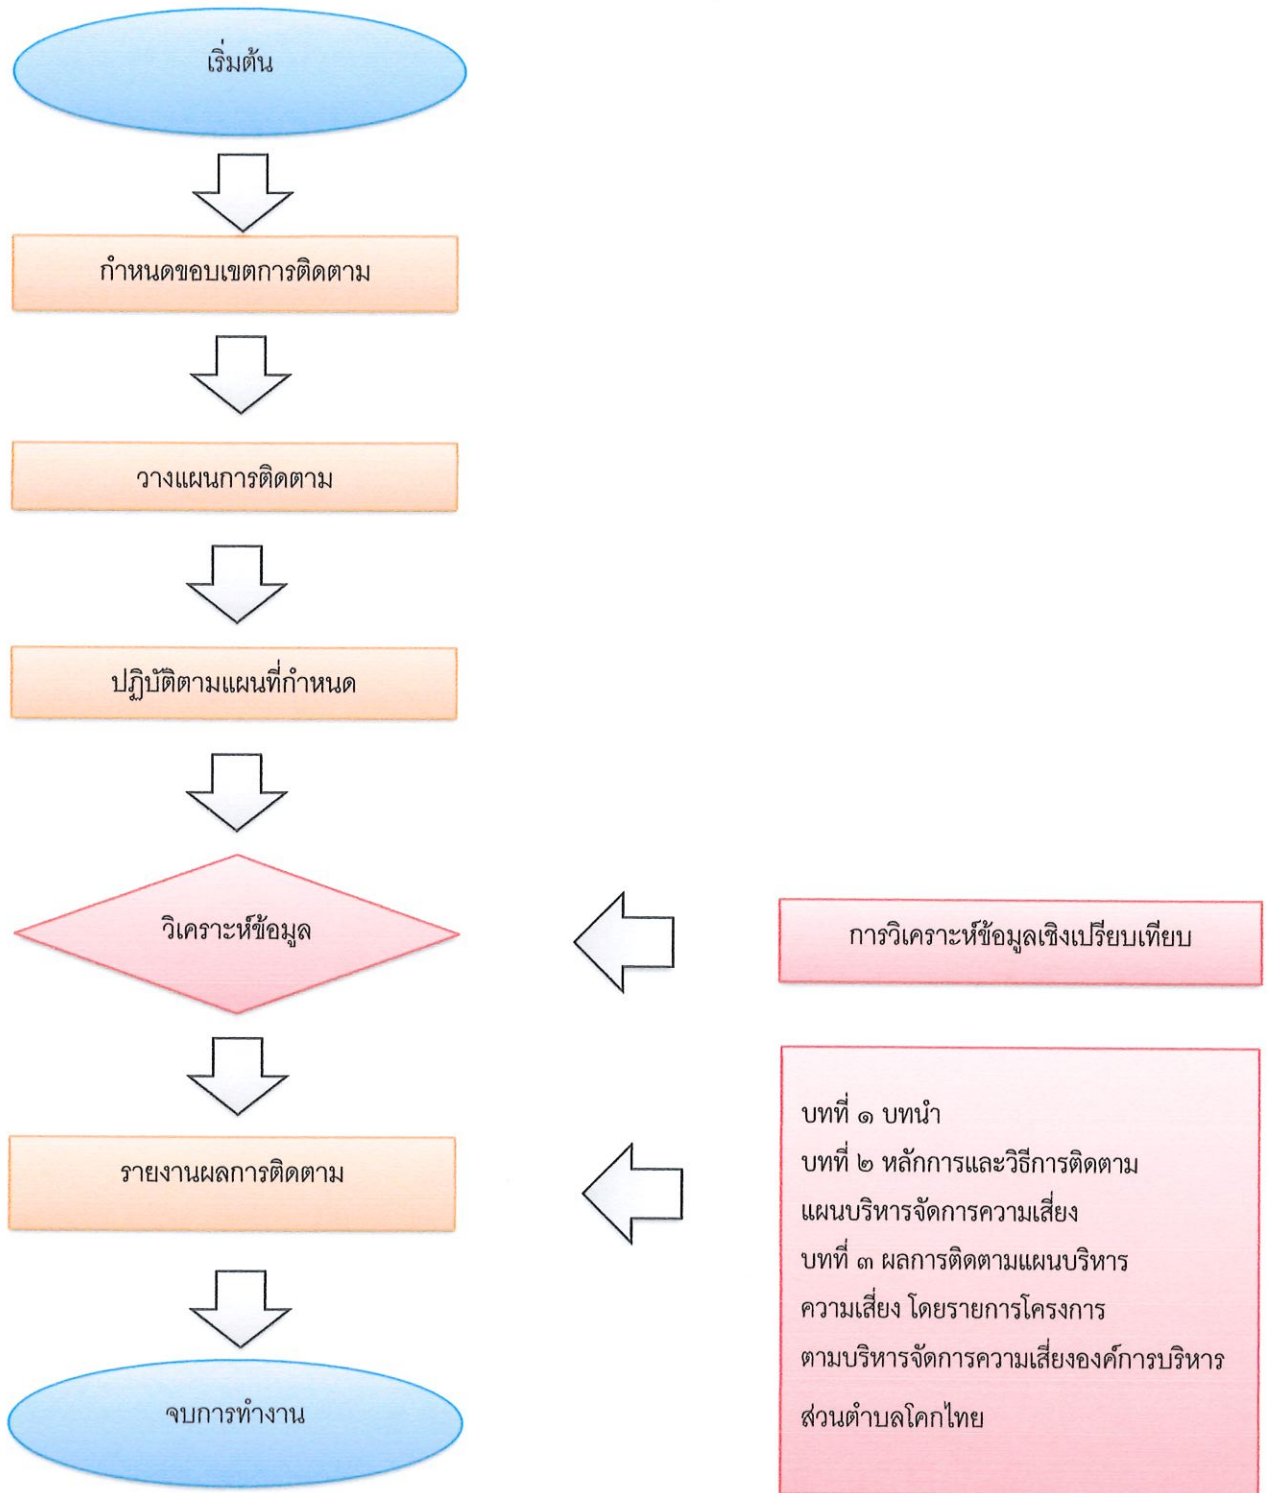 เริ่มต้น
กำหนดขอบเขตการติดตาม
วางแผนการติดตาม
ปฏิบัติตามแผนที่กำหนด
วิเคราะห์ข้อมูล
การวิเคราะห์ข้อมูลเชิงเปรียบเทียบ
รายงานผลการติดตาม
บทที่ ๑ บทนำ
บทที่ ๒ หลักการและวิธีการติดตาม
แผนบริหารจัดการความเสี่ยง
บทที่ ๓ ผลการติดตามแผนบริหาร
ความเสี่ยง โดยรายการโครงการ
ตามบริหารจัดการความเสี่ยงองค์การบริหาร
ส่วนตำบลโคกไทย
จบการทำงาน